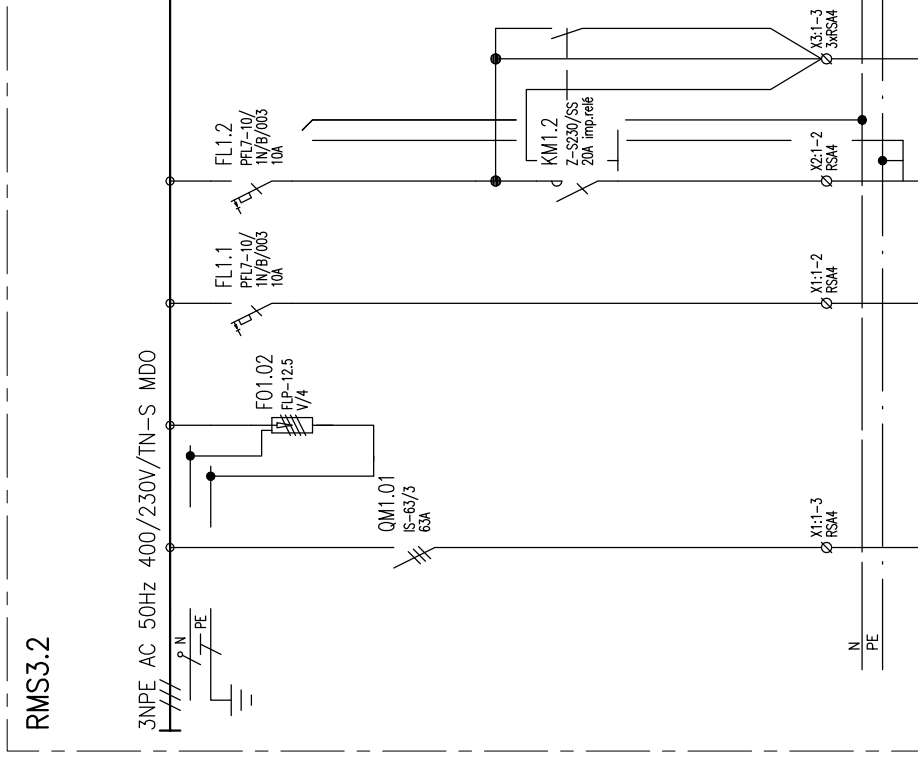 RMS3.2
3NPE AC 50Hz 400/230V/TN-S MDO
N
PE
QM1.01
IS-63/3
63A
FO1.02
FLP-12.5
V/4
FL1.1
PFL7-10/
1N/B/003
10A
FL1.2
PFL7-10/
1N/B/003
10A
KM1.2
Z-S230/SS
20A imp.relé
X1:1-3
RSA4
X1:1-2
RSA4
X2:1-2
RSA4
X3:1-3
3xRSA4
N
PE